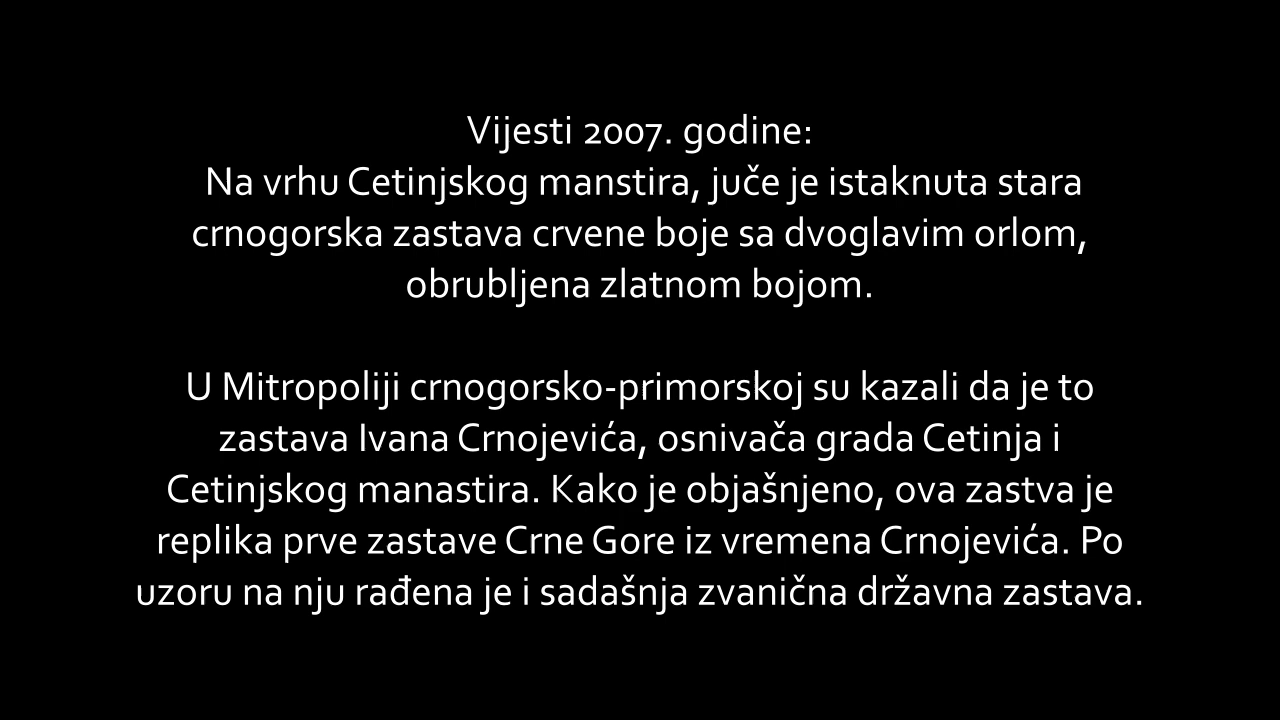 Vijesti 2007. godine:
Na vrhu Cetinjskog manstira, juče je istaknuta stara
crnogorska zastava crvene boje sa dvoglavim orlom,
obrubljena zlatnom bojom.
U Mitropoliji crnogorsko-primorskoj su kazali da je to
zastava Ivana Crnojevića, osnivača grada Cetinja i
Cetinjskog manastira. Kako je objašnjeno, ova zastva je
replika prve zastave Crne Gore iz vremena Crnojevića. Po
uzoru na nju rađena je i sadašnja zvanična državna zastava.